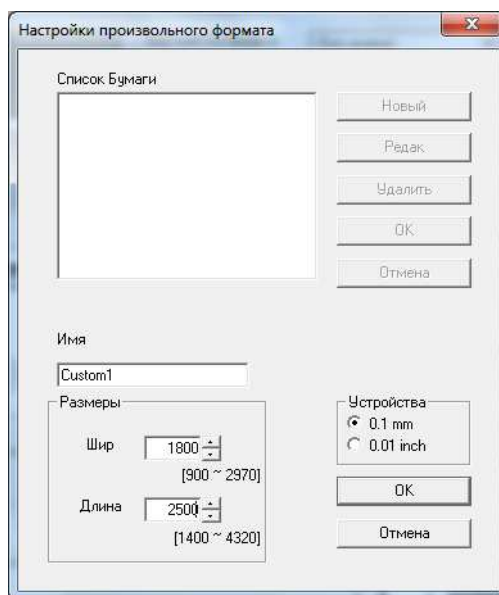 Настройки произвольного формата
Список Бумаги
Новый
Редак
Удалить
OK
Отмена
Имя
Custom1
Размеры
Шир 1800
[900 ~ 2970]
Длина 2500
[1400 ~ 4320]
Устройства
0.1 mm
0.01 inch
OK
Отмена